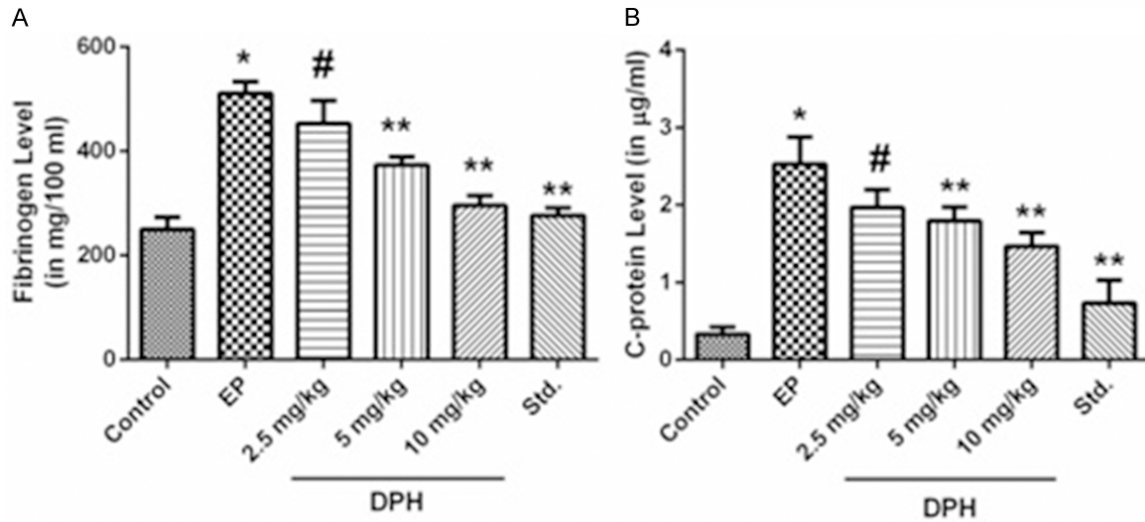 A
Fibrinogen Level
(in mg/100 ml)
600
400
200
0
*
#
**
**
**
Control
EP
2.5 mg/kg
5 mg/kg
10 mg/kg
Std.
DPH
B
C-protein Level (in μg/ml)
4
3
2
1
0
*
#
**
**
**
Control
EP
2.5 mg/kg
5 mg/kg
10 mg/kg
Std.
DPH